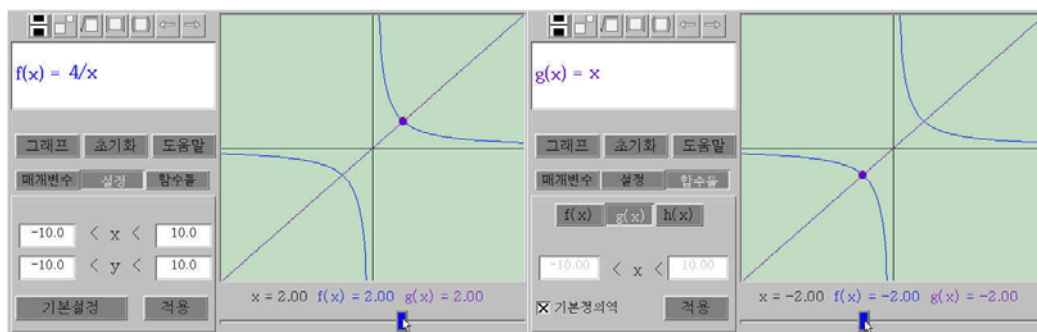 f(x) = 4/x
그래프 초기화 도움말
매개변수 설정 함수들
-10.0 < x < 10.0
-10.0 < y < 10.0
기본설정 적용
x = 2.00 f(x) = 2.00 g(x) = 2.00
g(x) = x
그래프 초기화 도움말
매개변수 설정 함수들
f(x) g(x) h(x)
-10.00 < x < 10.00
기본정의역 적용
x = -2.00 f(x) = -2.00 g(x) = -2.00